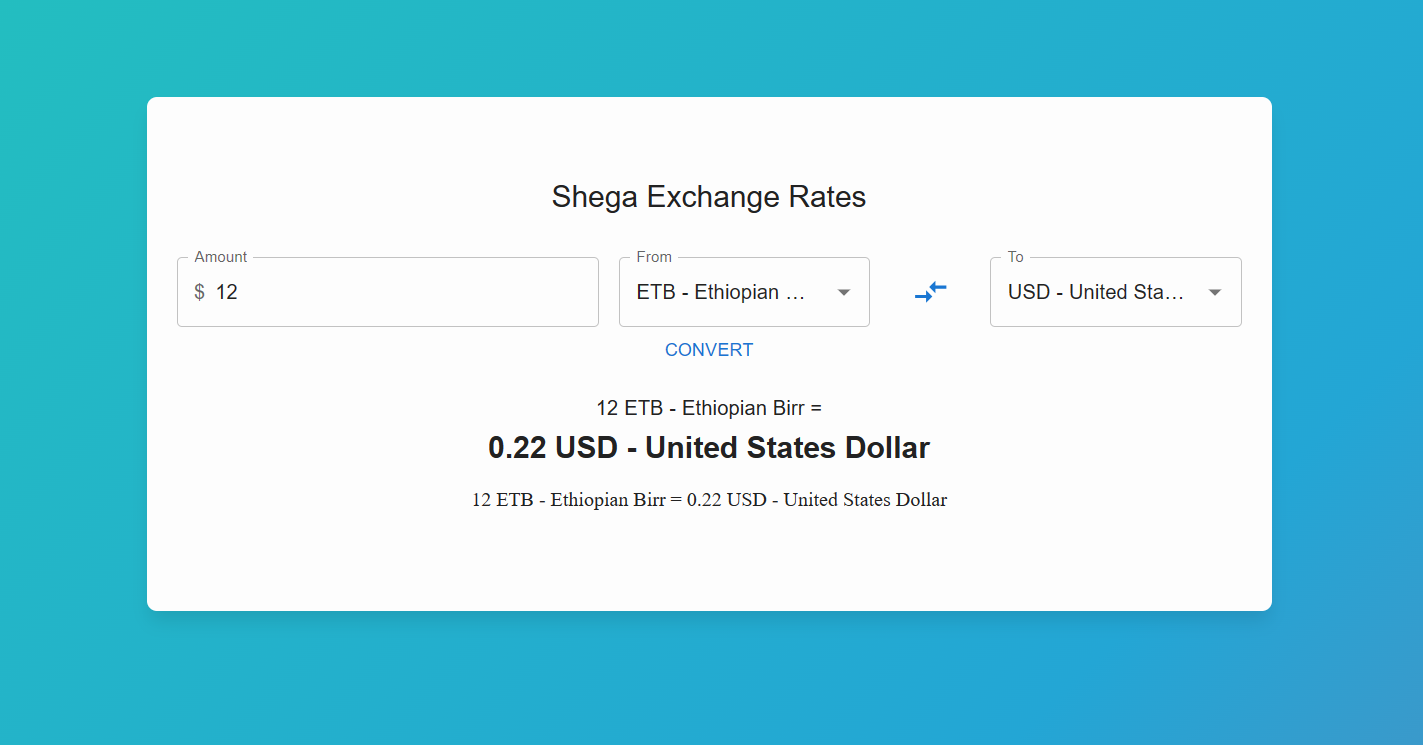 Shega Exchange Rates
Amount
$ 12
From
ETB - Ethiopian …
To
USD - United Sta…
CONVERT
12 ETB - Ethiopian Birr =
0.22 USD - United States Dollar
12 ETB - Ethiopian Birr = 0.22 USD - United States Dollar